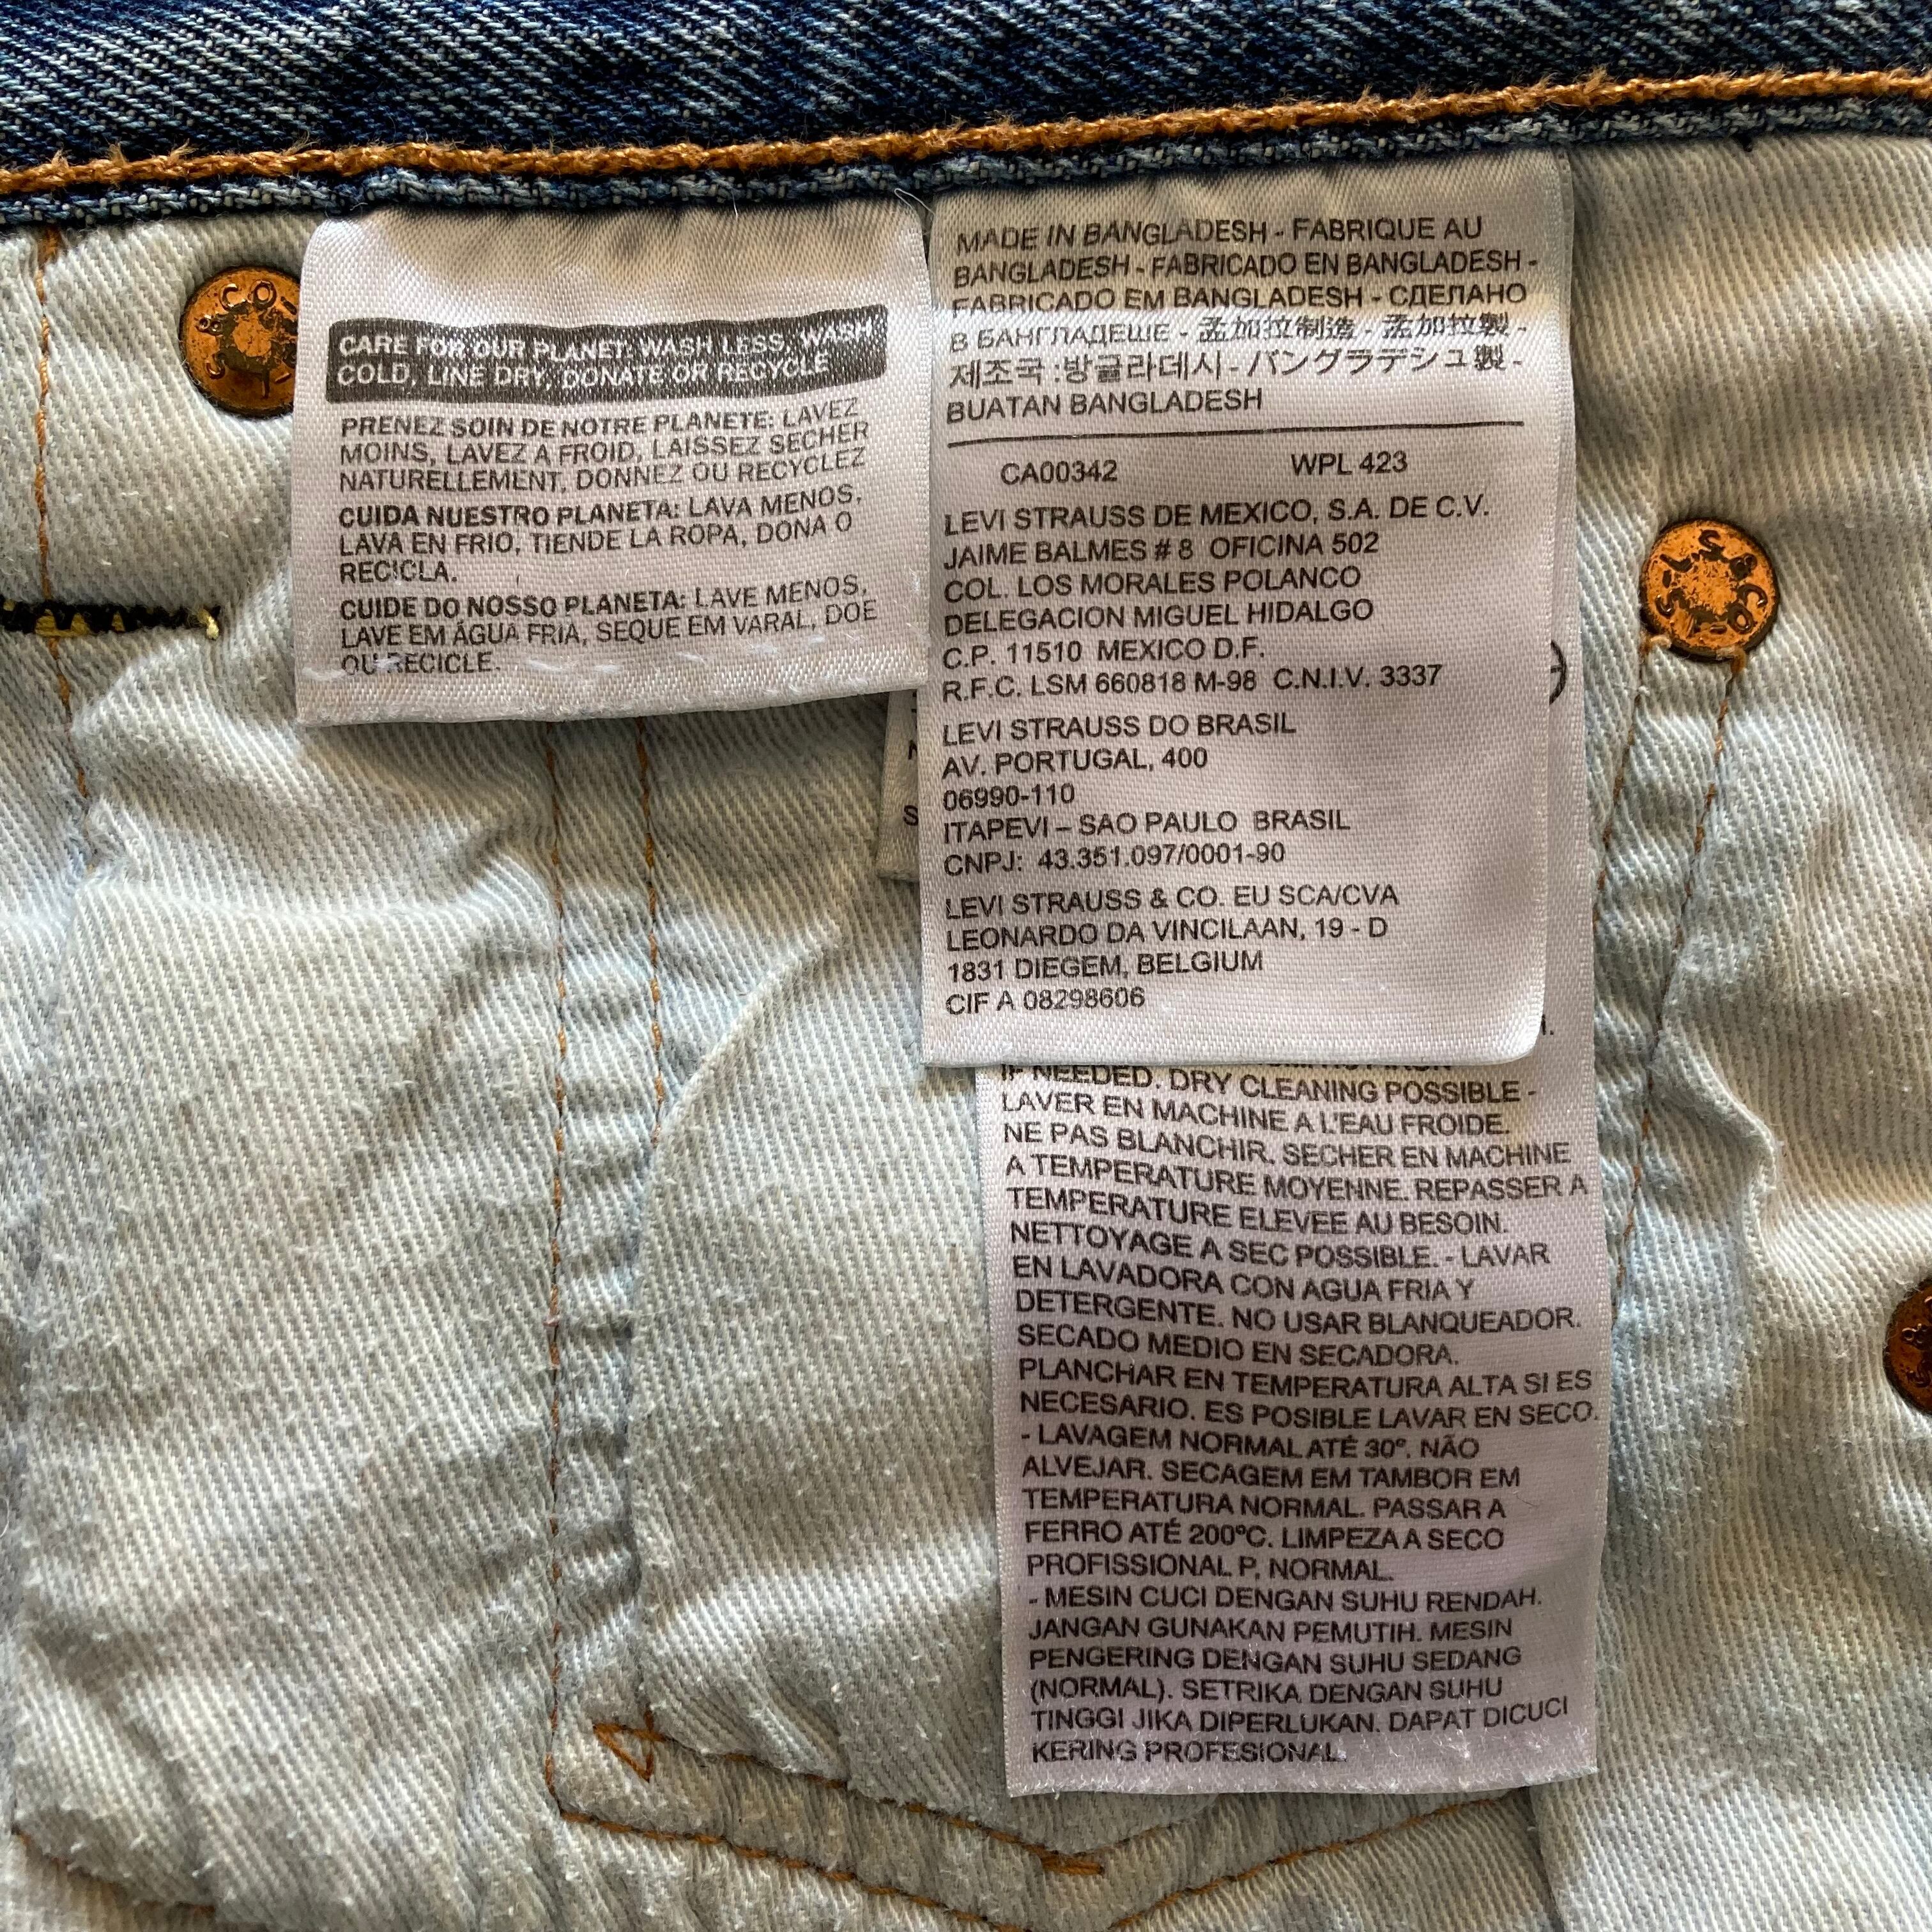 CARE FOR OUR PLANET: WASH LESS, WASH
COLD, LINE DRY, DONATE OR RECYCLE
PRENEZ SOIN DE NOTRE PLANETE: LAVEZ
MOINS, LAVEZ A FROID, LAISSEZ SECHER
NATURELLEMENT, DONNEZ OU RECYCLEZ
CUIDA NUESTRO PLANETA: LAVA MENOS,
LAVA EN FRIO, TIENDE LA ROPA, DONA O
RECICLA.
CUIDE DO NOSSO PLANETA: LAVE MENOS,
LAVE EM ÁGUA FRIA, SEQUE EM VARAL, DOE
OU RECICLE.
MADE IN BANGLADESH - FABRIQUE AU
BANGLADESH - FABRICADO EN BANGLADESH -
FABRICADO EM BANGLADESH - СДЕЛАНО
В БАНГЛАДЕШЕ - 孟加拉制造 - 孟加拉製 -
제조국 :방글라데시 - バングラデシュ製 -
BUATAN BANGLADESH
CA00342 WPL 423
LEVI STRAUSS DE MEXICO, S.A. DE C.V.
JAIME BALMES # 8 OFICINA 502
COL. LOS MORALES POLANCO
DELEGACION MIGUEL HIDALGO
C.P. 11510 MEXICO D.F.
R.F.C. LSM 660818 M-98 C.N.I.V. 3337
LEVI STRAUSS DO BRASIL
AV. PORTUGAL, 400
06990-110
ITAPEVI – SAO PAULO BRASIL
CNPJ: 43.351.097/0001-90
LEVI STRAUSS & CO. EU SCA/CVA
LEONARDO DA VINCILAAN, 19 - D
1831 DIEGEM, BELGIUM
CIF A 08298606
IF NEEDED. DRY CLEANING POSSIBLE -
LAVER EN MACHINE A L'EAU FROIDE.
NE PAS BLANCHIR. SECHER EN MACHINE
A TEMPERATURE MOYENNE. REPASSER A
TEMPERATURE ELEVEE AU BESOIN.
NETTOYAGE A SEC POSSIBLE. - LAVAR
EN LAVADORA CON AGUA FRIA Y
DETERGENTE. NO USAR BLANQUEADOR.
SECADO MEDIO EN SECADORA.
PLANCHAR EN TEMPERATURA ALTA SI ES
NECESARIO. ES POSIBLE LAVAR EN SECO.
- LAVAGEM NORMAL ATÉ 30º. NÃO
ALVEJAR. SECAGEM EM TAMBOR EM
TEMPERATURA NORMAL. PASSAR A
FERRO ATÉ 200ºC. LIMPEZA A SECO
PROFISSIONAL P, NORMAL.
- MESIN CUCI DENGAN SUHU RENDAH.
JANGAN GUNAKAN PEMUTIH. MESIN
PENGERING DENGAN SUHU SEDANG
(NORMAL). SETRIKA DENGAN SUHU
TINGGI JIKA DIPERLUKAN. DAPAT DICUCI
KERING PROFESIONAL.